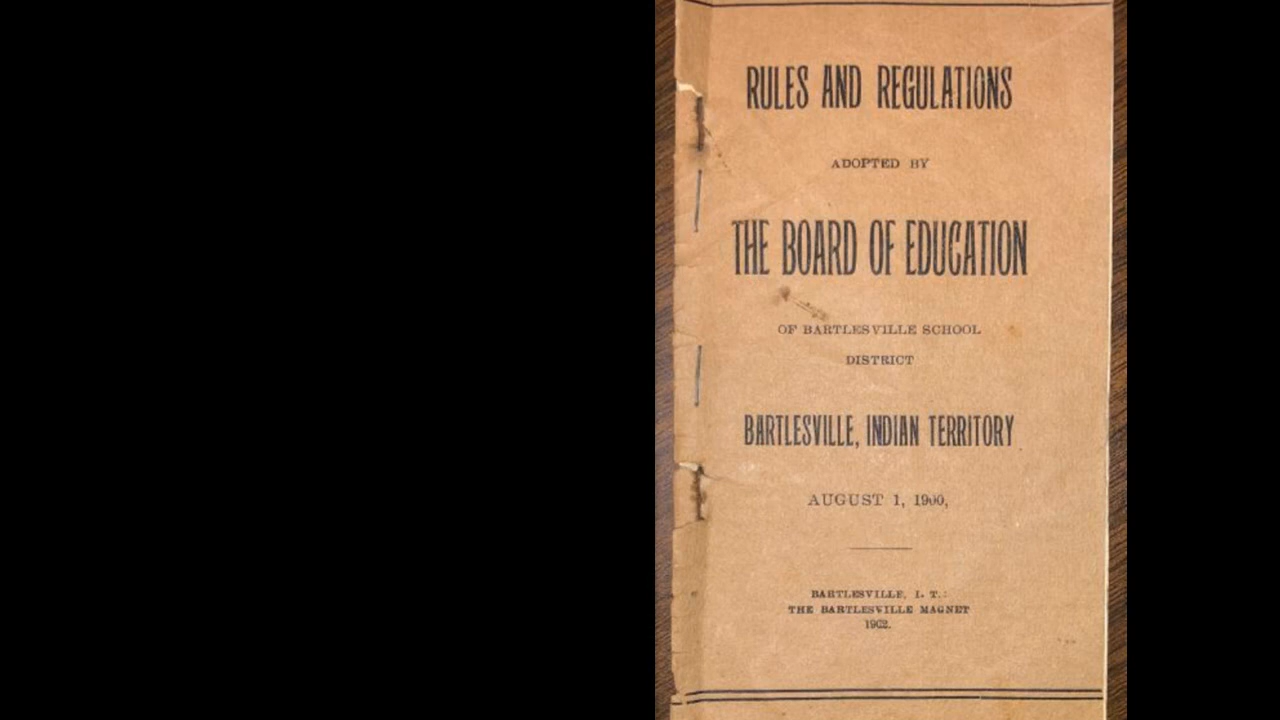 RULES AND REGULATIONS
ADOPTED BY
THE BOARD OF EDUCATION
OF BARTLESVILLE SCHOOL
DISTRICT
BARTLESVILLE, INDIAN TERRITORY
AUGUST 1, 1900,
BARTLESVILLE, I. T.:
THE BARTLESVILLE MAGNET
1902.